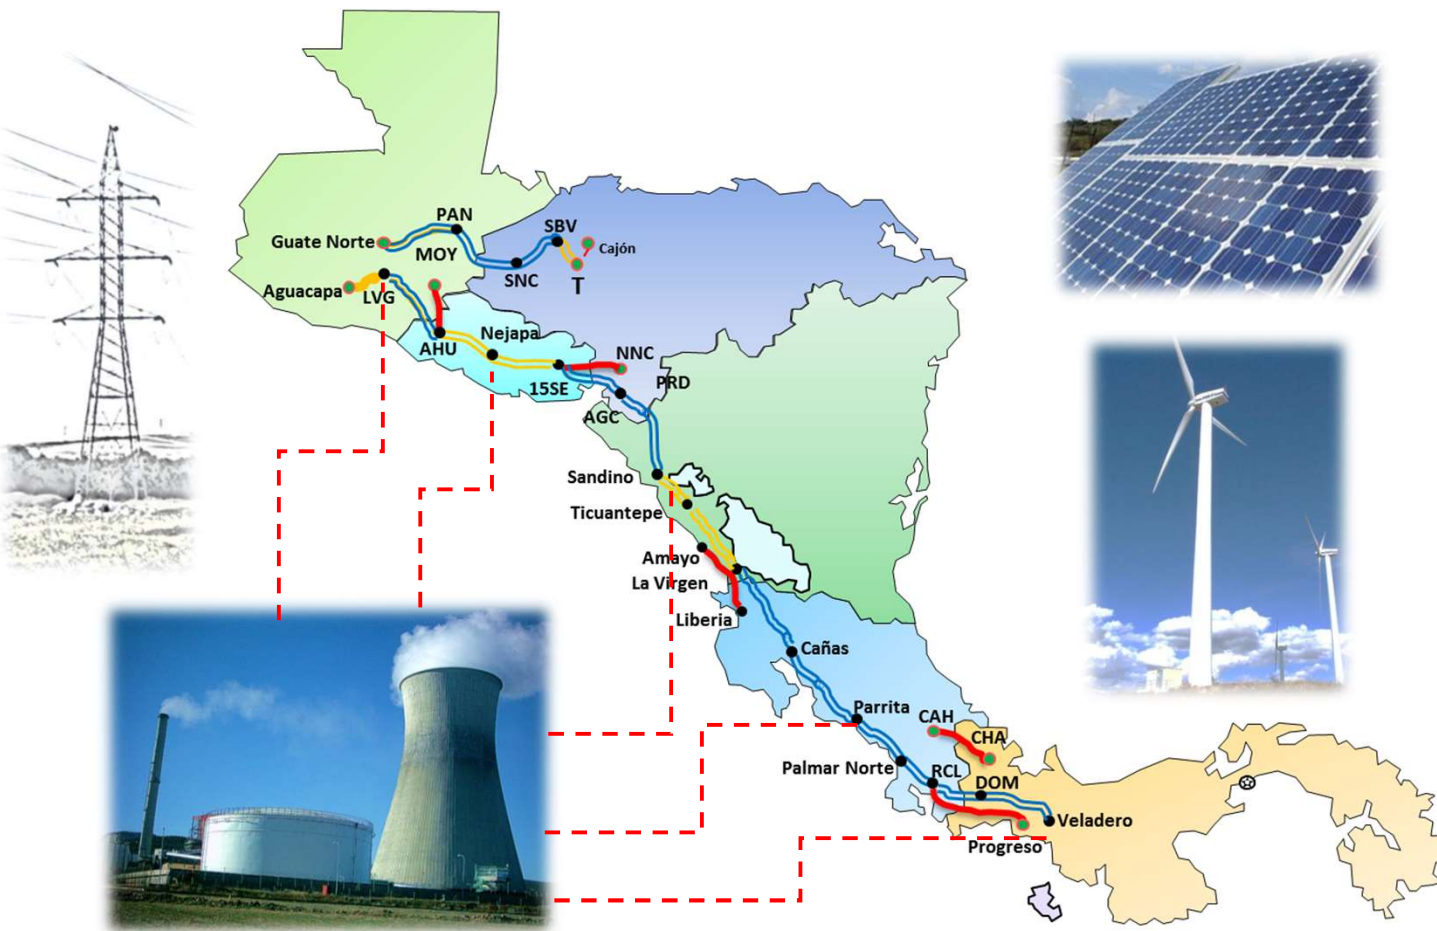 PAN
SBV
Guate Norte
MOY
Cajón
SNC
T
Aguacapa
LVG
Nejapa
AHU
NNC
15SE
PRD
AGC
Sandino
Ticuantepe
Amayo
La Virgen
Liberia
Cañas
Parrita
CAH
CHA
Palmar Norte
RCL
DOM
Veladero
Progreso